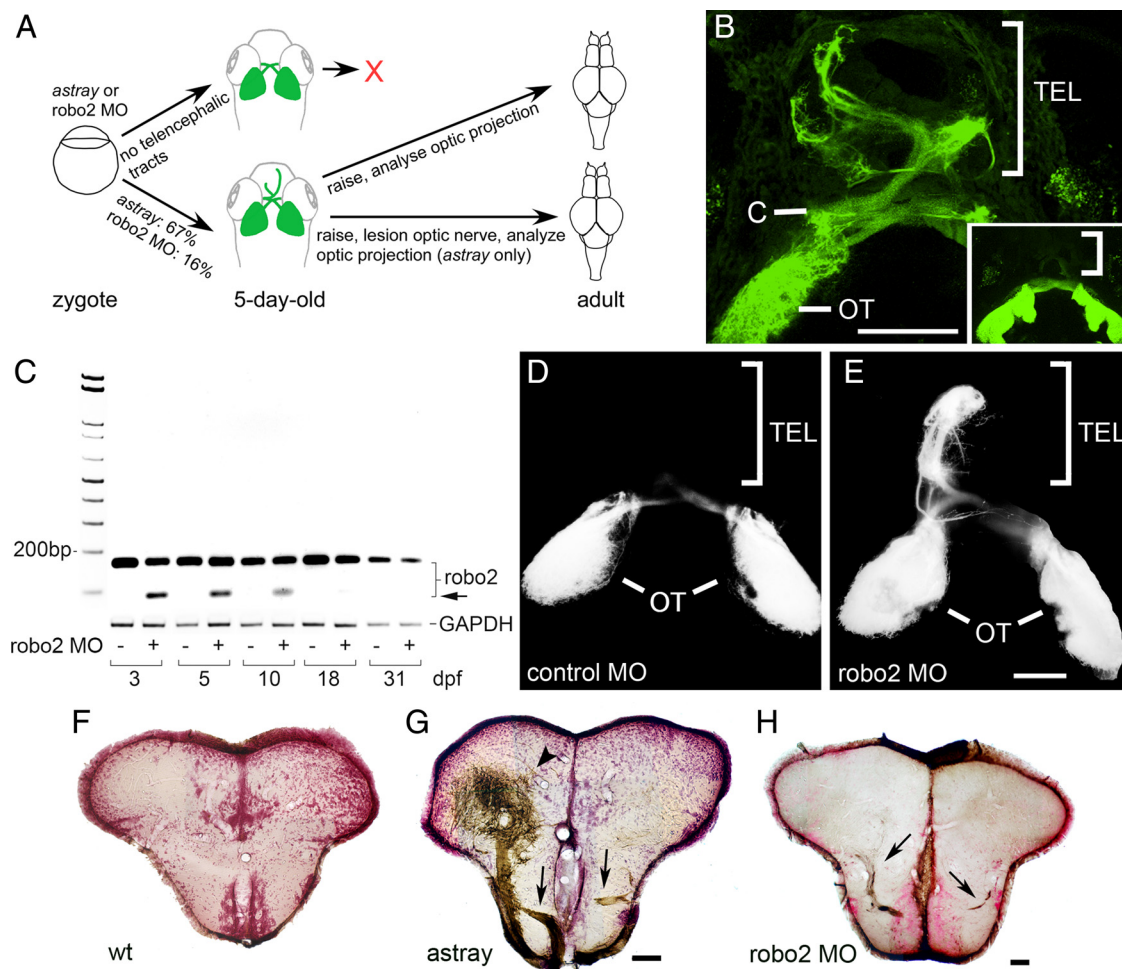 A
astray or
robo2 MO
no telencephalic
tracts
X
astray: 67%
robo2 MO: 16%
raise, analyse optic projection
raise, lesion optic nerve, analyze
optic projection (astray only)
zygote
5-day-old
adult
B
TEL
C
OT
C
200bp-
robo2
-GAPDH
robo2 MO - + - + - + - + - +
3 5 10 18 31 dpf
D
TEL
OT
control MO
E
TEL
OT
robo2 MO
F
wt
G
astray
H
robo2 MO